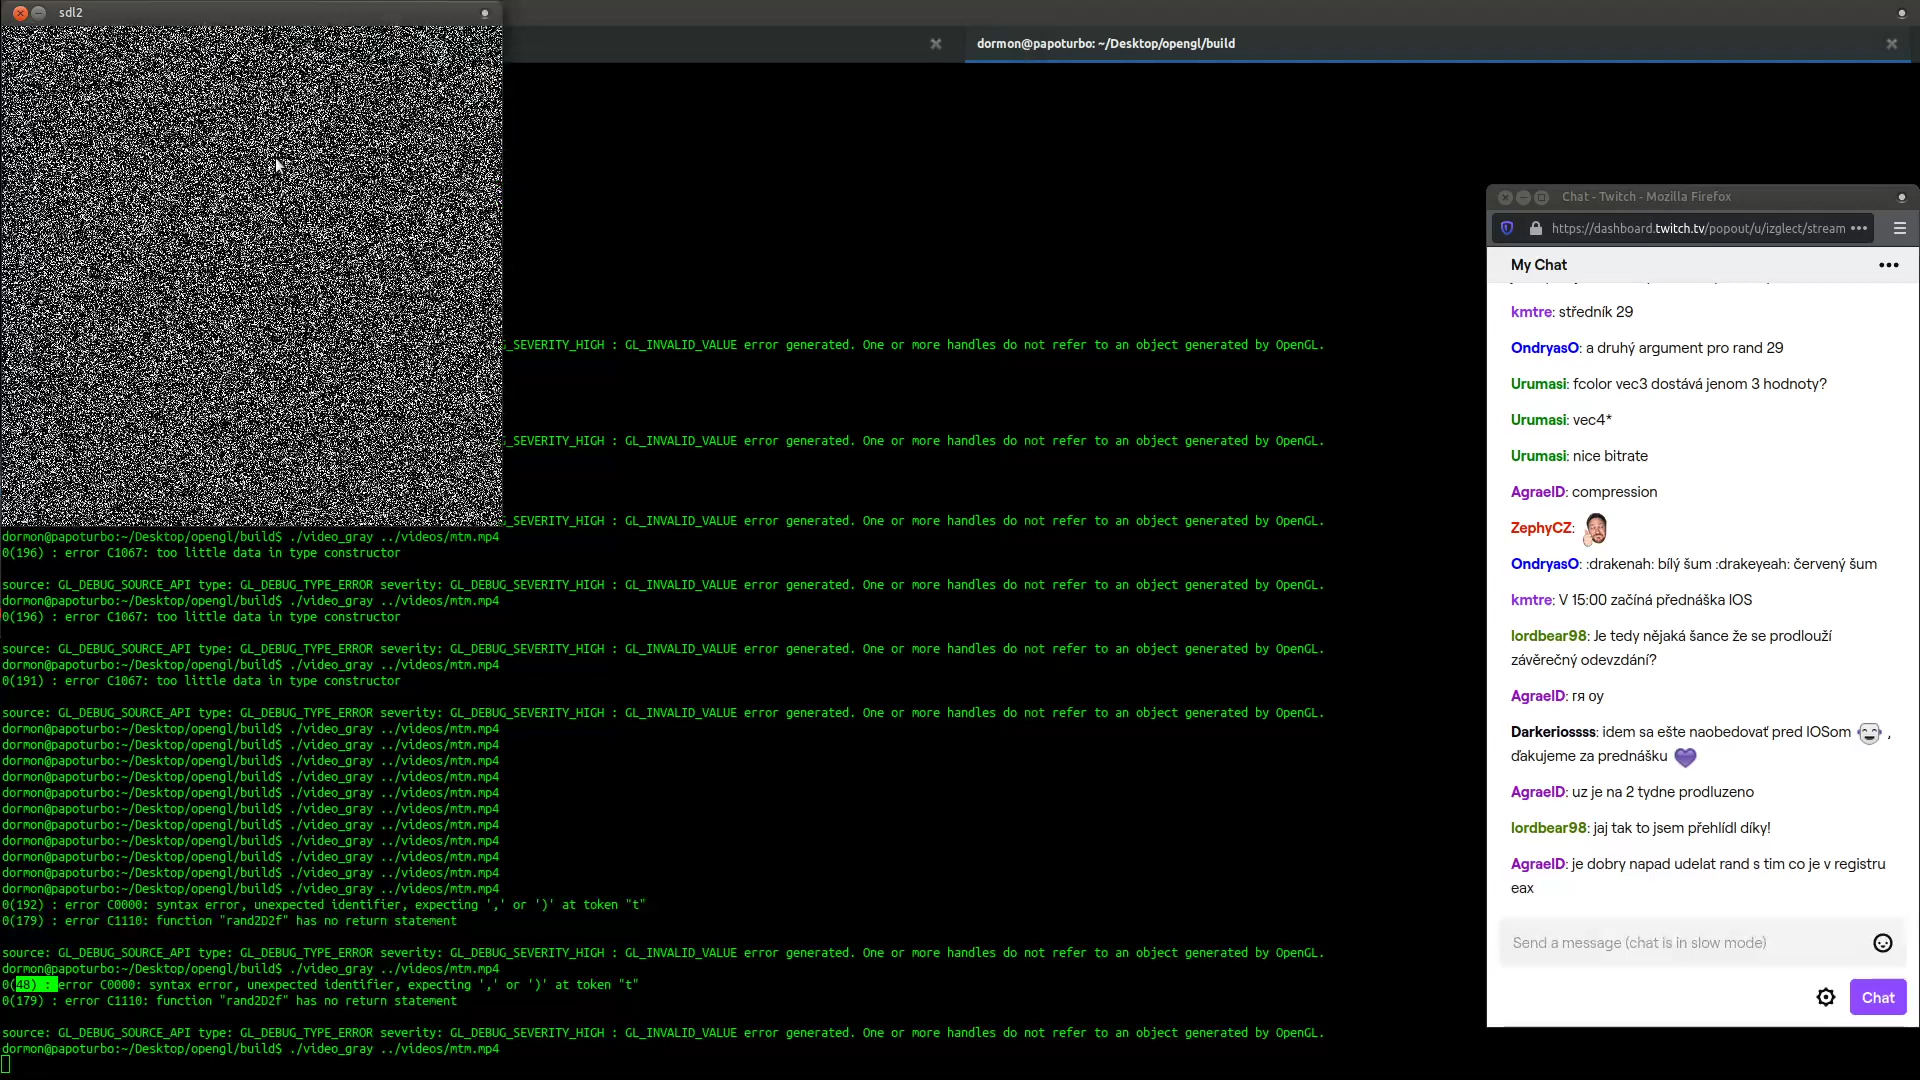 sdl2
dormon@papoturbo: ~/Desktop/opengl/build
G_SEVERITY_HIGH : GL_INVALID_VALUE error generated. One or more handles do not refer to an object generated by OpenGL.
G_SEVERITY_HIGH : GL_INVALID_VALUE error generated. One or more handles do not refer to an object generated by OpenGL.
G_SEVERITY_HIGH : GL_INVALID_VALUE error generated. One or more handles do not refer to an object generated by OpenGL.
dormon@papoturbo:~/Desktop/opengl/build$ ./video_gray ../videos/mtm.mp4
0(196) : error C1067: too little data in type constructor
source: GL_DEBUG_SOURCE_API type: GL_DEBUG_TYPE_ERROR severity: GL_DEBUG_SEVERITY_HIGH : GL_INVALID_VALUE error generated. One or more handles do not refer to an object generated by OpenGL.
dormon@papoturbo:~/Desktop/opengl/build$ ./video_gray ../videos/mtm.mp4
0(196) : error C1067: too little data in type constructor
source: GL_DEBUG_SOURCE_API type: GL_DEBUG_TYPE_ERROR severity: GL_DEBUG_SEVERITY_HIGH : GL_INVALID_VALUE error generated. One or more handles do not refer to an object generated by OpenGL.
dormon@papoturbo:~/Desktop/opengl/build$ ./video_gray ../videos/mtm.mp4
0(191) : error C1067: too little data in type constructor
source: GL_DEBUG_SOURCE_API type: GL_DEBUG_TYPE_ERROR severity: GL_DEBUG_SEVERITY_HIGH : GL_INVALID_VALUE error generated. One or more handles do not refer to an object generated by OpenGL.
dormon@papoturbo:~/Desktop/opengl/build$ ./video_gray ../videos/mtm.mp4
dormon@papoturbo:~/Desktop/opengl/build$ ./video_gray ../videos/mtm.mp4
dormon@papoturbo:~/Desktop/opengl/build$ ./video_gray ../videos/mtm.mp4
dormon@papoturbo:~/Desktop/opengl/build$ ./video_gray ../videos/mtm.mp4
dormon@papoturbo:~/Desktop/opengl/build$ ./video_gray ../videos/mtm.mp4
dormon@papoturbo:~/Desktop/opengl/build$ ./video_gray ../videos/mtm.mp4
dormon@papoturbo:~/Desktop/opengl/build$ ./video_gray ../videos/mtm.mp4
dormon@papoturbo:~/Desktop/opengl/build$ ./video_gray ../videos/mtm.mp4
dormon@papoturbo:~/Desktop/opengl/build$ ./video_gray ../videos/mtm.mp4
dormon@papoturbo:~/Desktop/opengl/build$ ./video_gray ../videos/mtm.mp4
dormon@papoturbo:~/Desktop/opengl/build$ ./video_gray ../videos/mtm.mp4
0(192) : error C0000: syntax error, unexpected identifier, expecting ',' or ')' at token "t"
0(179) : error C1110: function "rand2D2f" has no return statement
source: GL_DEBUG_SOURCE_API type: GL_DEBUG_TYPE_ERROR severity: GL_DEBUG_SEVERITY_HIGH : GL_INVALID_VALUE error generated. One or more handles do not refer to an object generated by OpenGL.
dormon@papoturbo:~/Desktop/opengl/build$ ./video_gray ../videos/mtm.mp4
0(48) : error C0000: syntax error, unexpected identifier, expecting ',' or ')' at token "t"
0(179) : error C1110: function "rand2D2f" has no return statement
source: GL_DEBUG_SOURCE_API type: GL_DEBUG_TYPE_ERROR severity: GL_DEBUG_SEVERITY_HIGH : GL_INVALID_VALUE error generated. One or more handles do not refer to an object generated by OpenGL.
dormon@papoturbo:~/Desktop/opengl/build$ ./video_gray ../videos/mtm.mp4
Chat - Twitch - Mozilla Firefox
https://dashboard.twitch.tv/popout/u/izglect/stream
My Chat
kmtre: středník 29
OndryasO: a druhý argument pro rand 29
Urumasi: fcolor vec3 dostává jenom 3 hodnoty?
Urumasi: vec4*
Urumasi: nice bitrate
AgraelD: compression
ZephyCZ:
OndryasO: :drakenah: bílý šum :drakeyeah: červený šum
kmtre: V 15:00 začíná přednáška IOS
lordbear98: Je tedy nějaká šance že se prodlouží
závěrečný odevzdání?
AgraelD: гя оу
Darkeriossss: idem sa ešte naobedovať pred IOSom ,
ďakujeme za prednášku
AgraelD: uz je na 2 tydne prodluzeno
lordbear98: jaj tak to jsem přehlídl díky!
AgraelD: je dobry napad udelat rand s tim co je v registru
eax
Send a message (chat is in slow mode)
Chat